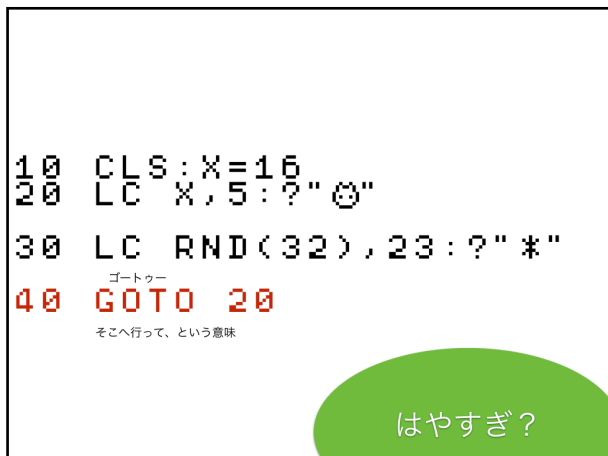 10 CLS:X=16
20 LC X,5:?"☺"
30 LC RND(32),23:?"*"
ゴートゥー
40 GOTO 20
そこへ行って、という意味
はやすぎ？